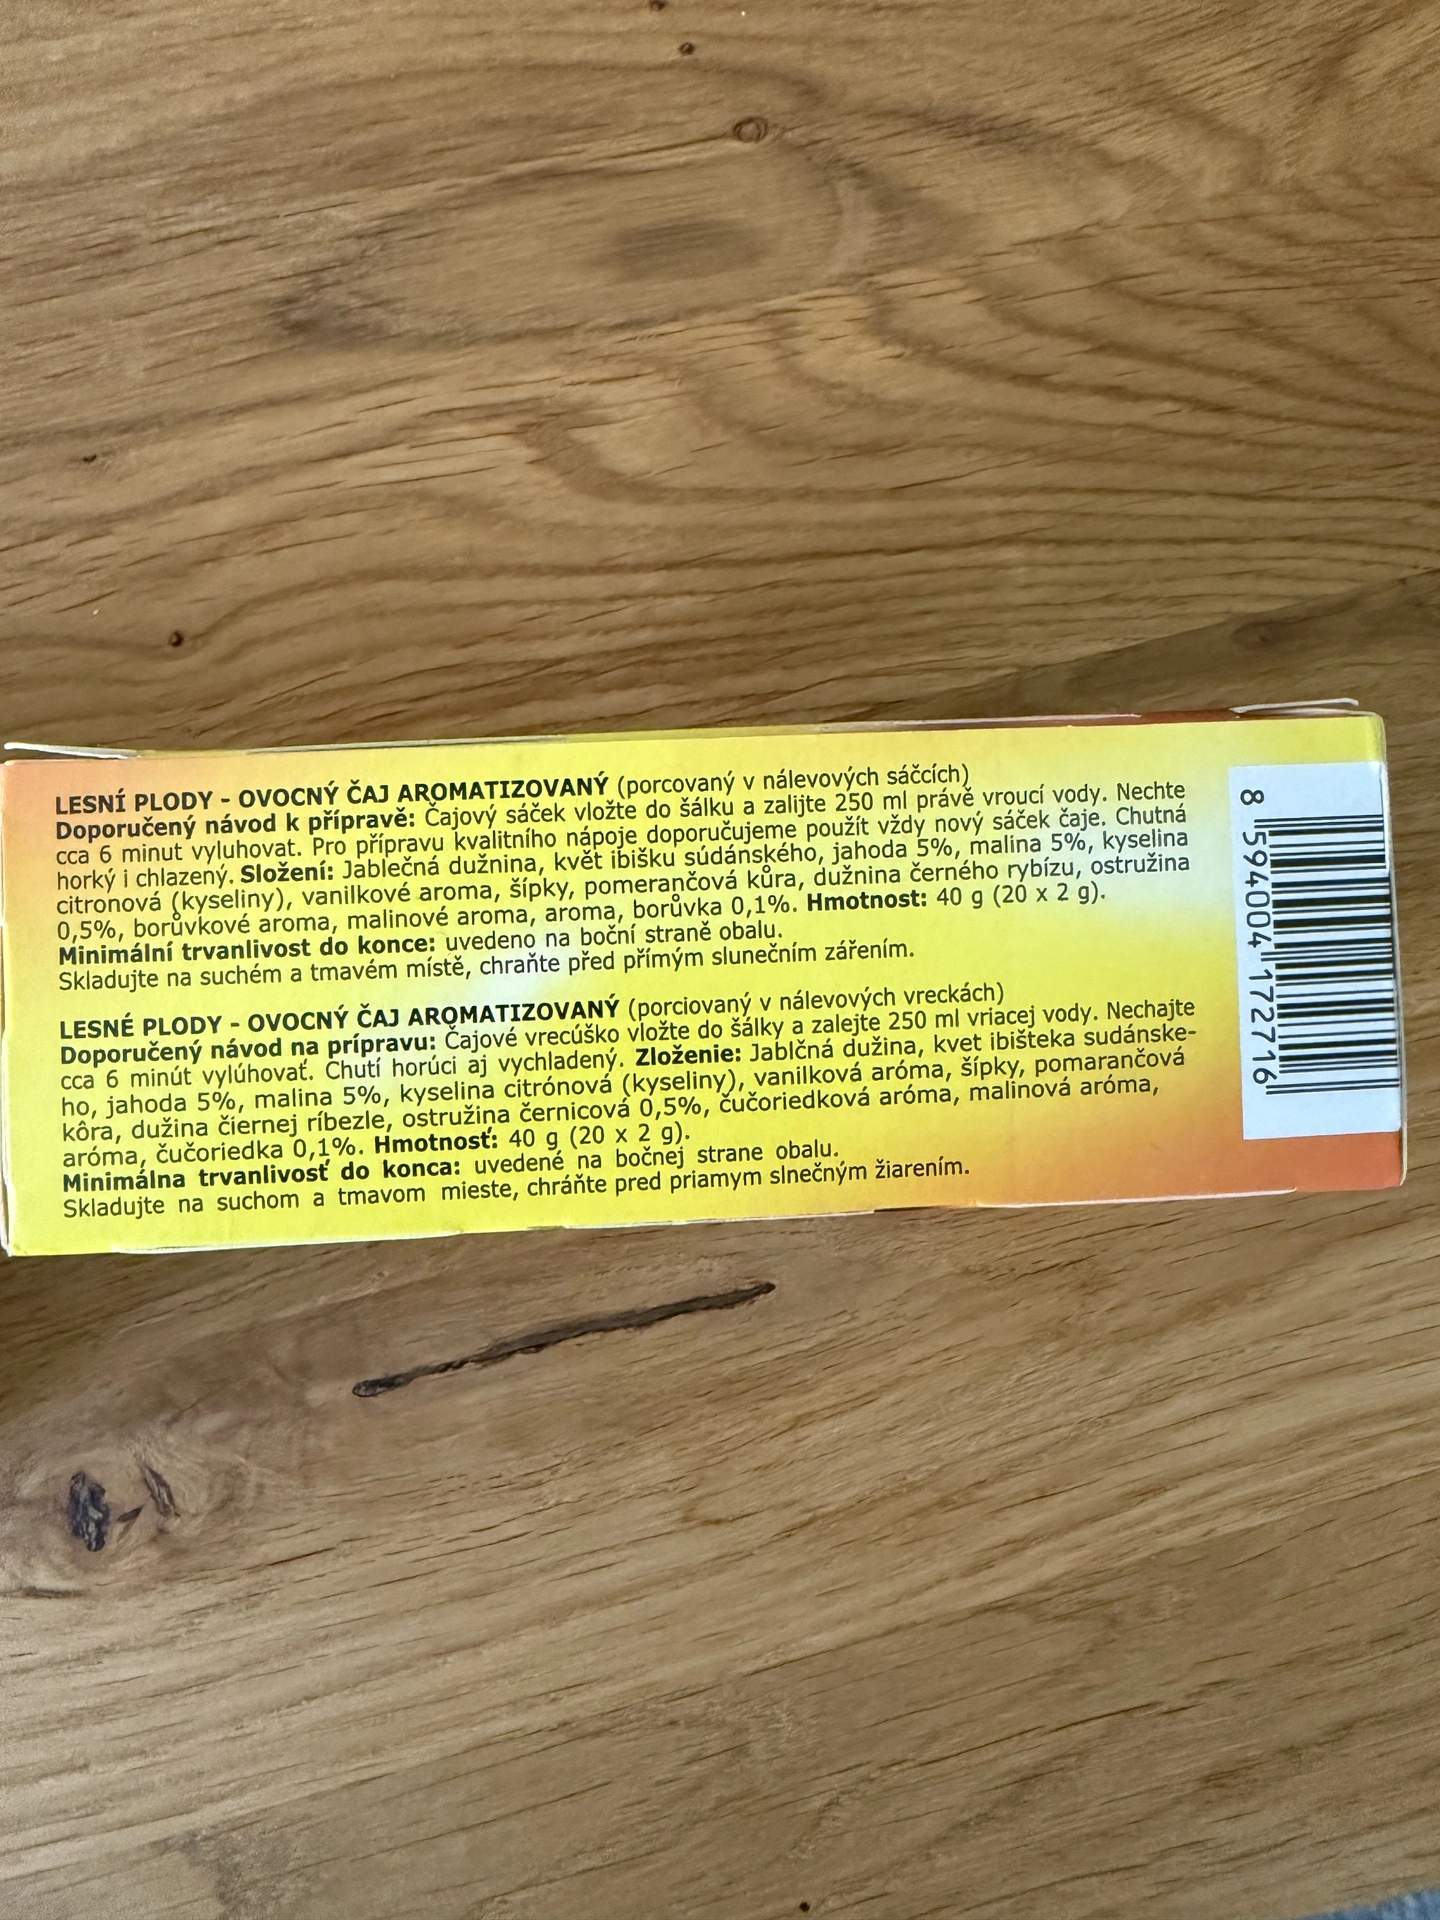 LESNÍ PLODY - OVOCNÝ ČAJ AROMATIZOVANÝ (porcovaný v nálevových sáčcích)
Doporučený návod k přípravě: Čajový sáček vložte do šálku a zalijte 250 ml právě vroucí vody. Nechte
cca 6 minut vyluhovat. Pro přípravu kvalitního nápoje doporučujeme použít vždy nový sáček čaje. Chutná
horký i chlazený. Složení: Jablečná dužnina, květ ibišku súdánského, jahoda 5%, malina 5%, kyselina
citronová (kyseliny), vanilkové aroma, šípky, pomerančová kůra, dužnina černého rybízu, ostružina
0,5%, borůvkové aroma, malinové aroma, aroma, borůvka 0,1%. Hmotnost: 40 g (20 x 2 g).
Minimální trvanlivost do konce: uvedeno na boční straně obalu.
Skladujte na suchém a tmavém místě, chraňte před přímým slunečním zářením.
LESNÉ PLODY - OVOCNÝ ČAJ AROMATIZOVANÝ (porciovaný v nálevových vreckách)
Doporučený návod na prípravu: Čajové vrecúško vložte do šálky a zalejte 250 ml vriacej vody. Nechajte
cca 6 minút vylúhovať. Chutí horúci aj vychladený. Zloženie: Jablčná dužina, kvet ibišteka sudánske-
ho, jahoda 5%, malina 5%, kyselina citrónová (kyseliny), vanilková aróma, šípky, pomarančová
kôra, dužina čiernej ríbezle, ostružina černicová 0,5%, čučoriedková aróma, malinová aróma,
aróma, čučoriedka 0,1%. Hmotnosť: 40 g (20 x 2 g).
Minimálna trvanlivosť do konca: uvedené na bočnej strane obalu.
Skladujte na suchom a tmavom mieste, chráňte pred priamym slnečným žiarením.
8 594004 172716